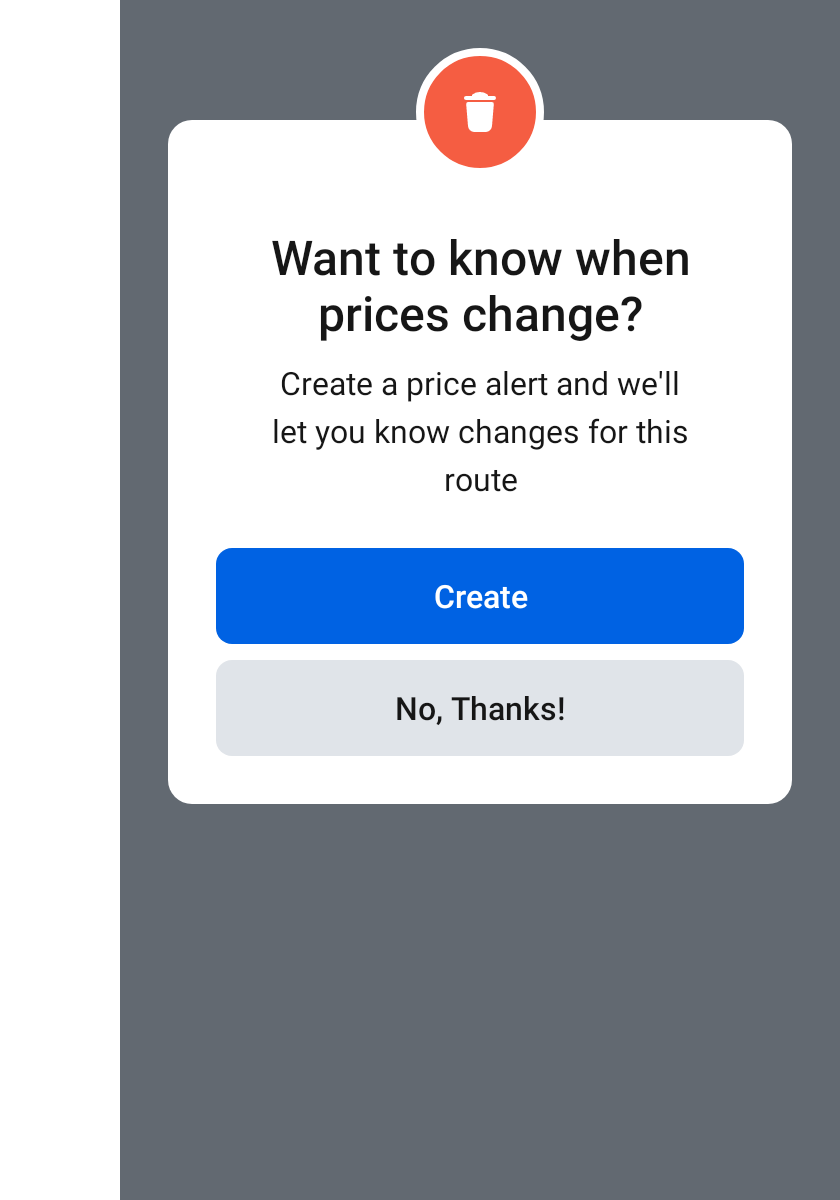 Want to know when
prices change?
Create a price alert and we'll
let you know changes for this
route
Create
No, Thanks!